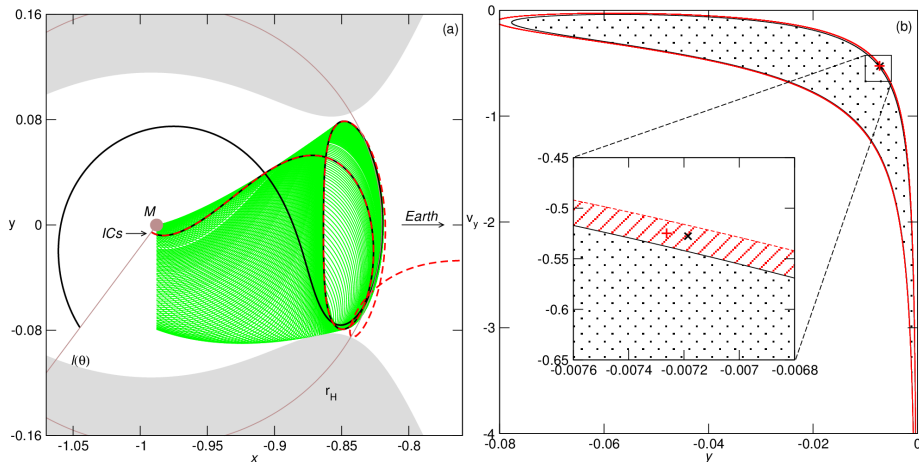 0.16
0.08
0
-0.08
-0.16
y
(a)
M
ICs
Earth
l(θ)
r_H
-1.05
-1
-0.95
-0.9
-0.85
-0.8
x
0
-1
-2
-3
-4
v_y
(b)
-0.45
-0.5
-0.55
-0.6
-0.65
-0.0076
-0.0074
-0.0072
-0.007
-0.0068
-0.08
-0.06
-0.04
-0.02
0
y